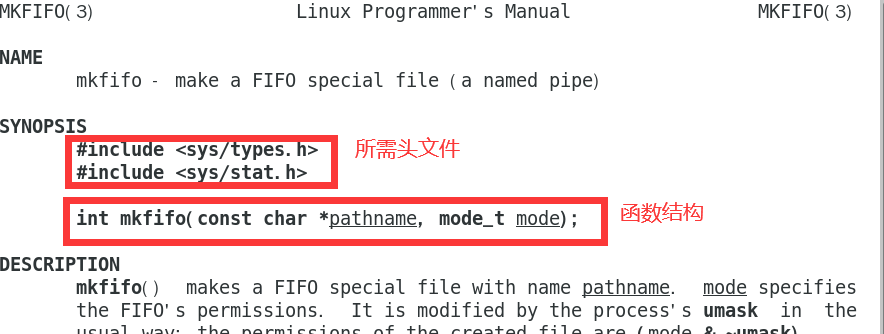 MKFIFO(3) Linux Programmer's Manual MKFIFO(3)
NAME
mkfifo - make a FIFO special file (a named pipe)
SYNOPSIS
#include <sys/types.h> 所需头文件
#include <sys/stat.h>
int mkfifo(const char *pathname, mode_t mode); 函数结构
DESCRIPTION
mkfifo() makes a FIFO special file with name pathname. mode specifies
the FIFO's permissions. It is modified by the process's umask in the
usual way: the permissions of the created file are (mode & ~umask).